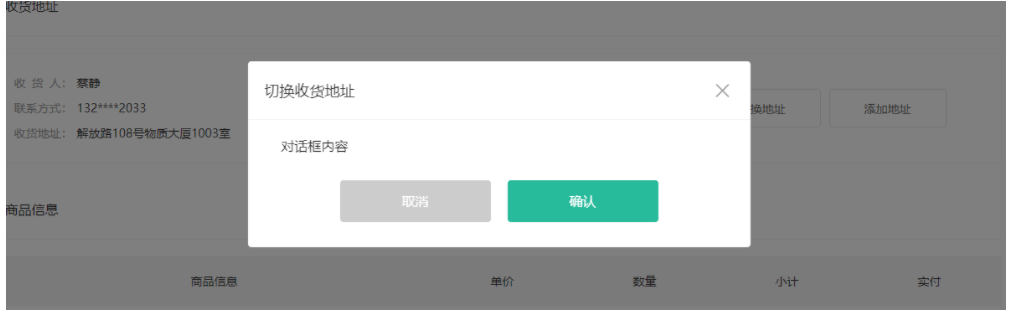 收货地址
收 货 人： 蔡静
联系方式： 132****2033
收货地址： 解放路108号物质大厦1003室
切换收货地址
对话框内容
取消
确认
换地址
添加地址
商品信息
商品信息 单价 数量 小计 实付